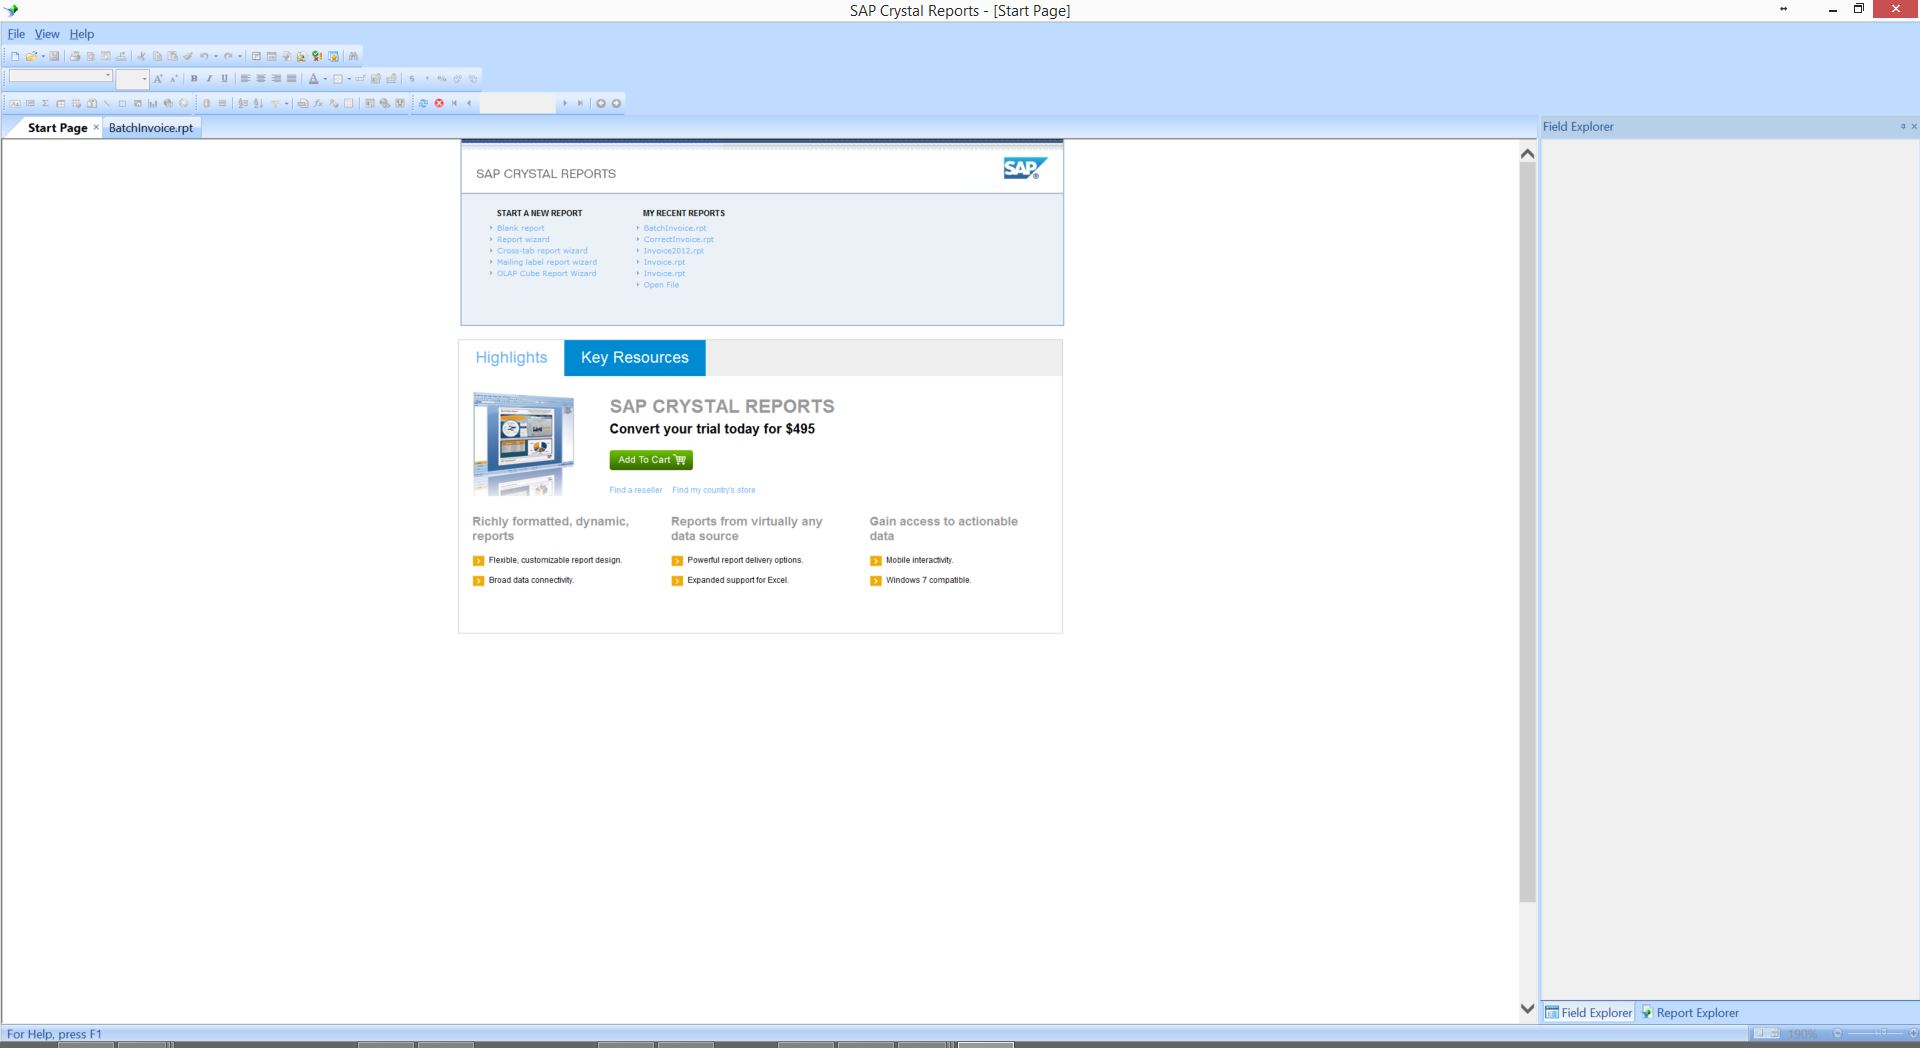 SAP Crystal Reports - [Start Page]
File View Help
Start Page × BatchInvoice.rpt
Field Explorer
SAP CRYSTAL REPORTS
SAP
START A NEW REPORT
Blank report
Report wizard
Cross-tab report wizard
Mailing label report wizard
OLAP Cube Report Wizard
MY RECENT REPORTS
BatchInvoice.rpt
CorrectInvoice.rpt
Invoice2012.rpt
Invoice.rpt
Invoice.rpt
Open File
Highlights Key Resources
SAP CRYSTAL REPORTS
Convert your trial today for $495
Add To Cart
Find a reseller Find my country's store
Richly formatted, dynamic,
reports
Flexible, customizable report design.
Broad data connectivity.
Reports from virtually any
data source
Powerful report delivery options.
Expanded support for Excel.
Gain access to actionable
data
Mobile interactivity.
Windows 7 compatible.
Field Explorer Report Explorer
For Help, press F1
190%